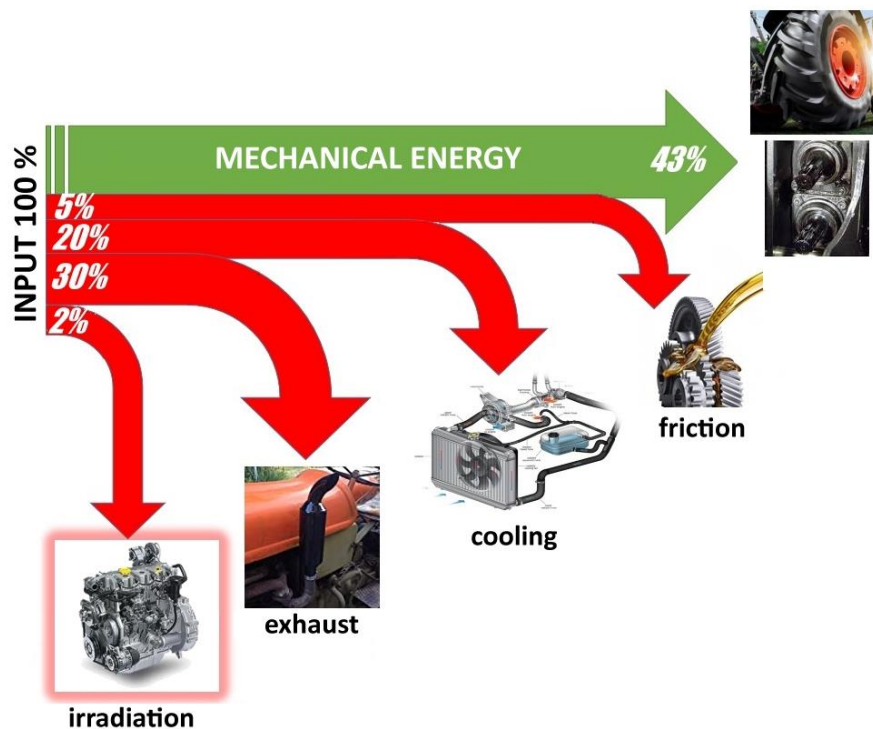 INPUT 100 %
MECHANICAL ENERGY
43%
5%
20%
30%
2%
friction
cooling
exhaust
irradiation